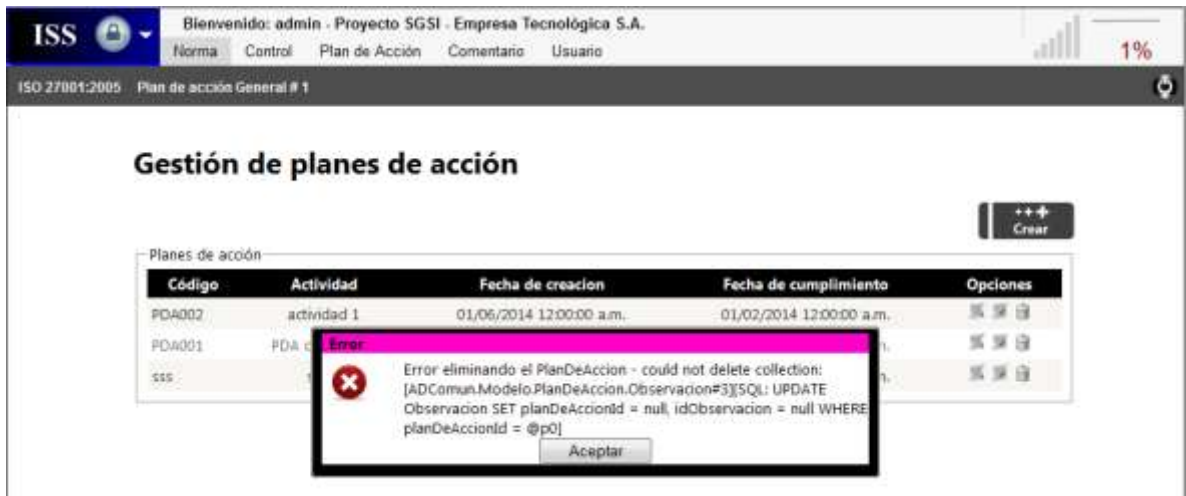 ISS
Bienvenido: admin - Proyecto SGSI - Empresa Tecnológica S.A.
Norma Control Plan de Acción Comentario Usuario
1%
ISO 27001:2005 Plan de acción General # 1
Gestión de planes de acción
+++
Crear
Planes de acción
Código Actividad Fecha de creacion Fecha de cumplimiento Opciones
PDA002 actividad 1 01/06/2014 12:00:00 a.m. 01/02/2014 12:00:00 a.m.
PDA001 PDA
sss
Error
Error eliminando el PlanDeAccion - could not delete collection:
[ADComun.Modelo.PlanDeAccion.Observacion#3][SQL: UPDATE
Observacion SET planDeAccionId = null, idObservacion = null WHERE
planDeAccionId = @p0]
Aceptar